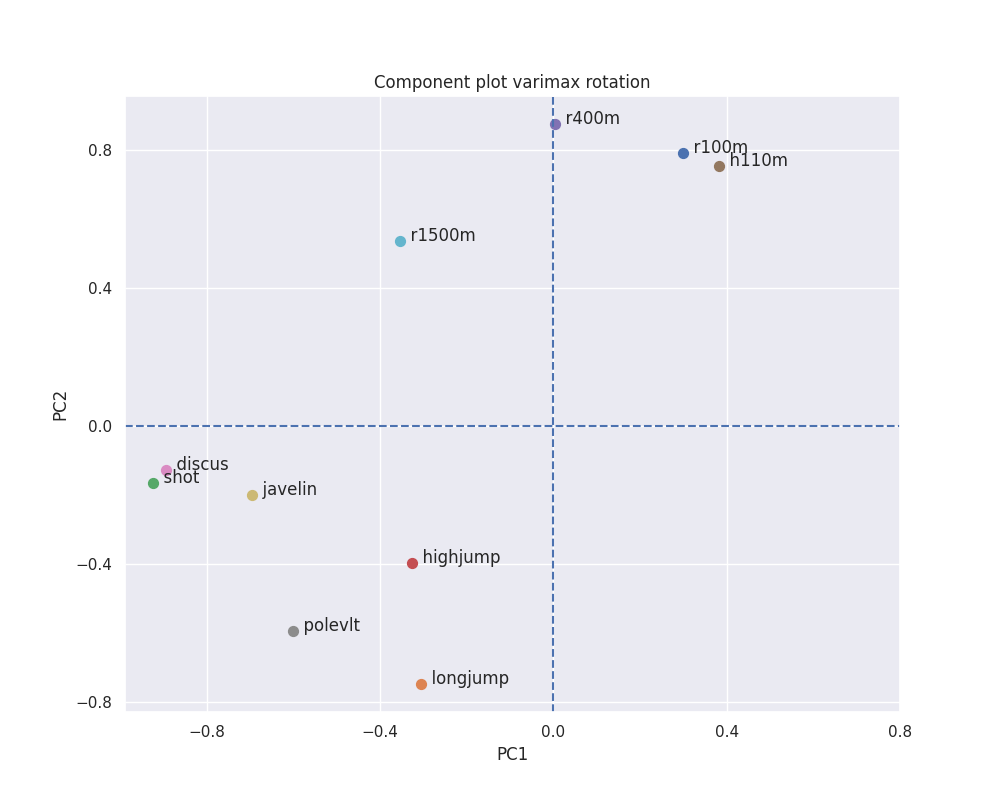 Component plot varimax rotation
r400m
r100m
h110m
r1500m
discus
shot
javelin
highjump
polevlt
longjump
0.8
0.4
0.0
−0.4
−0.8
PC2
−0.8
−0.4
0.0
0.4
0.8
PC1